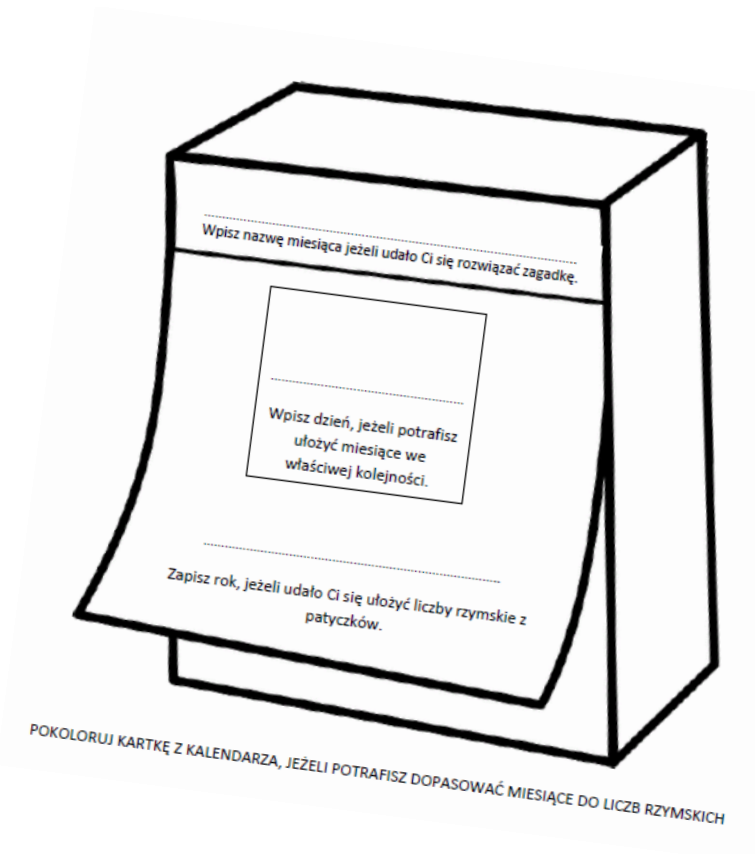 Wpisz nazwę miesiąca jeżeli udało Ci się rozwiązać zagadkę.
Wpisz dzień, jeżeli potrafisz
ułożyć miesiące we
właściwej kolejności.
Zapisz rok, jeżeli udało Ci się ułożyć liczby rzymskie z
patyczków.
POKOLORUJ KARTKĘ Z KALENDARZA, JEŻELI POTRAFISZ DOPASOWAĆ MIESIĄCE DO LICZB RZYMSKICH